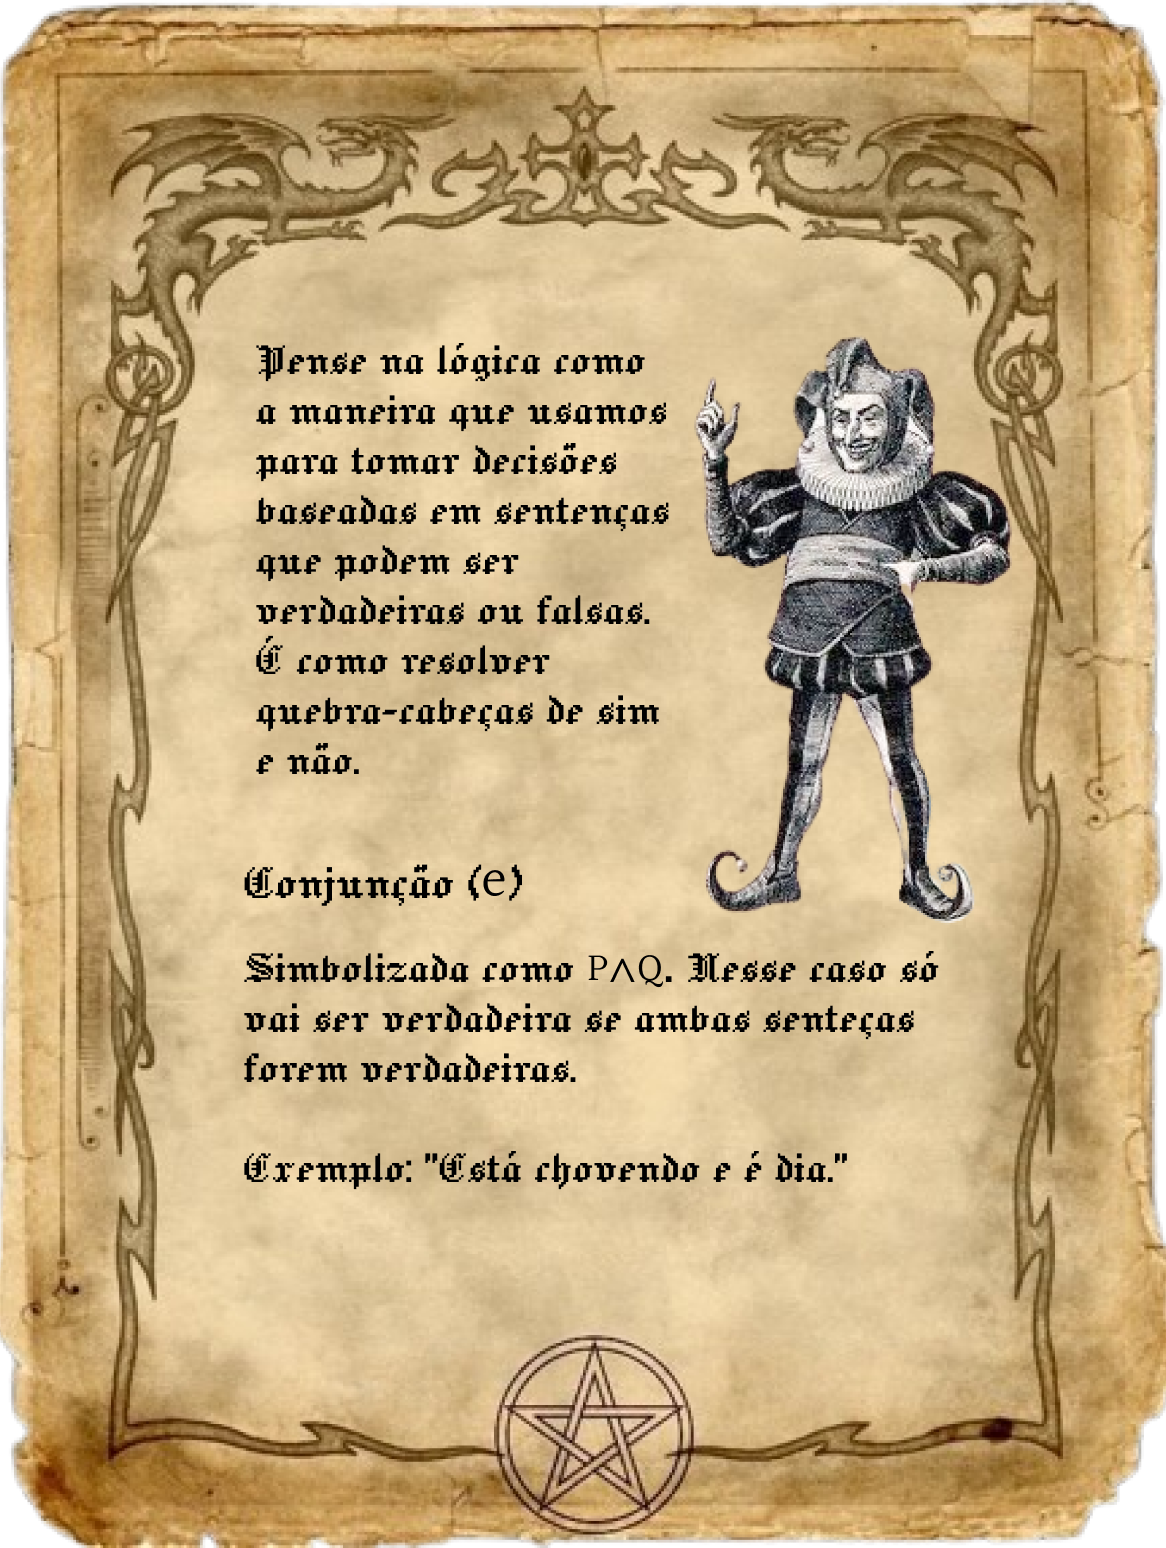 Pense na lógica como
a maneira que usamos
para tomar decisões
baseadas em sentenças
que podem ser
verdadeiras ou falsas.
É como resolver
quebra-cabeças de sim
e não.
Conjunção (e)
Simbolizada como P∧Q. Nesse caso só
vai ser verdadeira se ambas senteças
forem verdadeiras.
Exemplo: "Está chovendo e é dia."